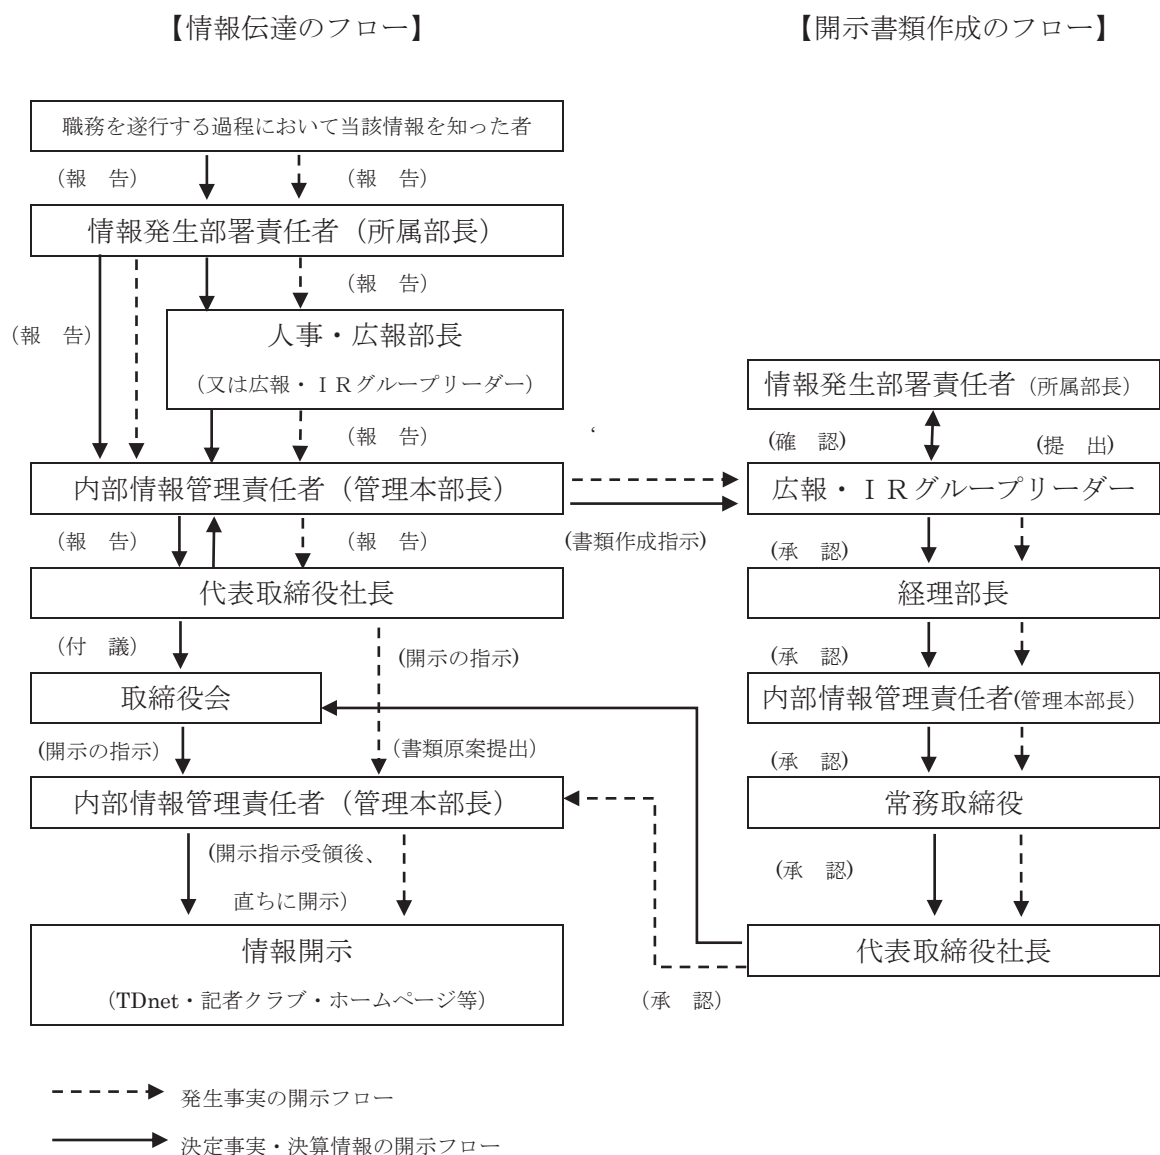 【情報伝達のフロー】
【開示書類作成のフロー】
職務を遂行する過程において当該情報を知った者
（報　告）
（報　告）
情報発生部署責任者（所属部長）
（報　告）
（報　告）
人事・広報部長
（又は広報・ＩＲグループリーダー）
（報　告）
内部情報管理責任者（管理本部長）
（報　告）
（報　告）
(書類作成指示)
代表取締役社長
（付　議）
(開示の指示)
取締役会
(開示の指示）
（書類原案提出）
内部情報管理責任者（管理本部長）
(開示指示受領後、
直ちに開示）
情報開示
（TDnet・記者クラブ・ホームページ等）
情報発生部署責任者（所属部長）
(確　認)
(提　出)
広報・ＩＲグループリーダー
(承　認)
経理部長
(承　認)
内部情報管理責任者(管理本部長）
(承　認)
常務取締役
(承　認)
代表取締役社長
（承　認）
発生事実の開示フロー
決定事実・決算情報の開示フロー